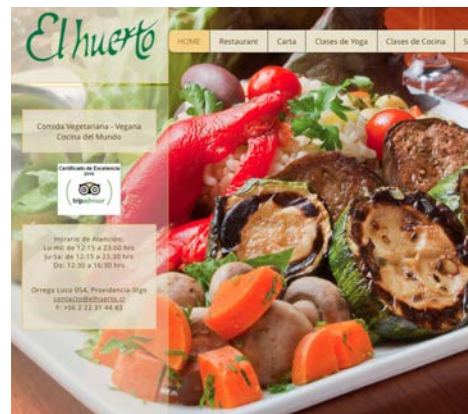 El huerto
HOME Restaurant Carta Clases de Yoga Clases de Cocina S
Comida Vegetariana - Vegana
Cocina del Mundo
Certificado de Excelencia
tripadvisor
Horario de Atención:
Lu-mi: de 12:15 a 23:00 hrs
Ju-Sa: de 12:15 a 23:30 hrs
Do: 12:30 a 16:30 hrs
Orrego Luco 054, Providencia-Stgo
contacto@elhuerto.cl
F: +56 2 22 31 44 43